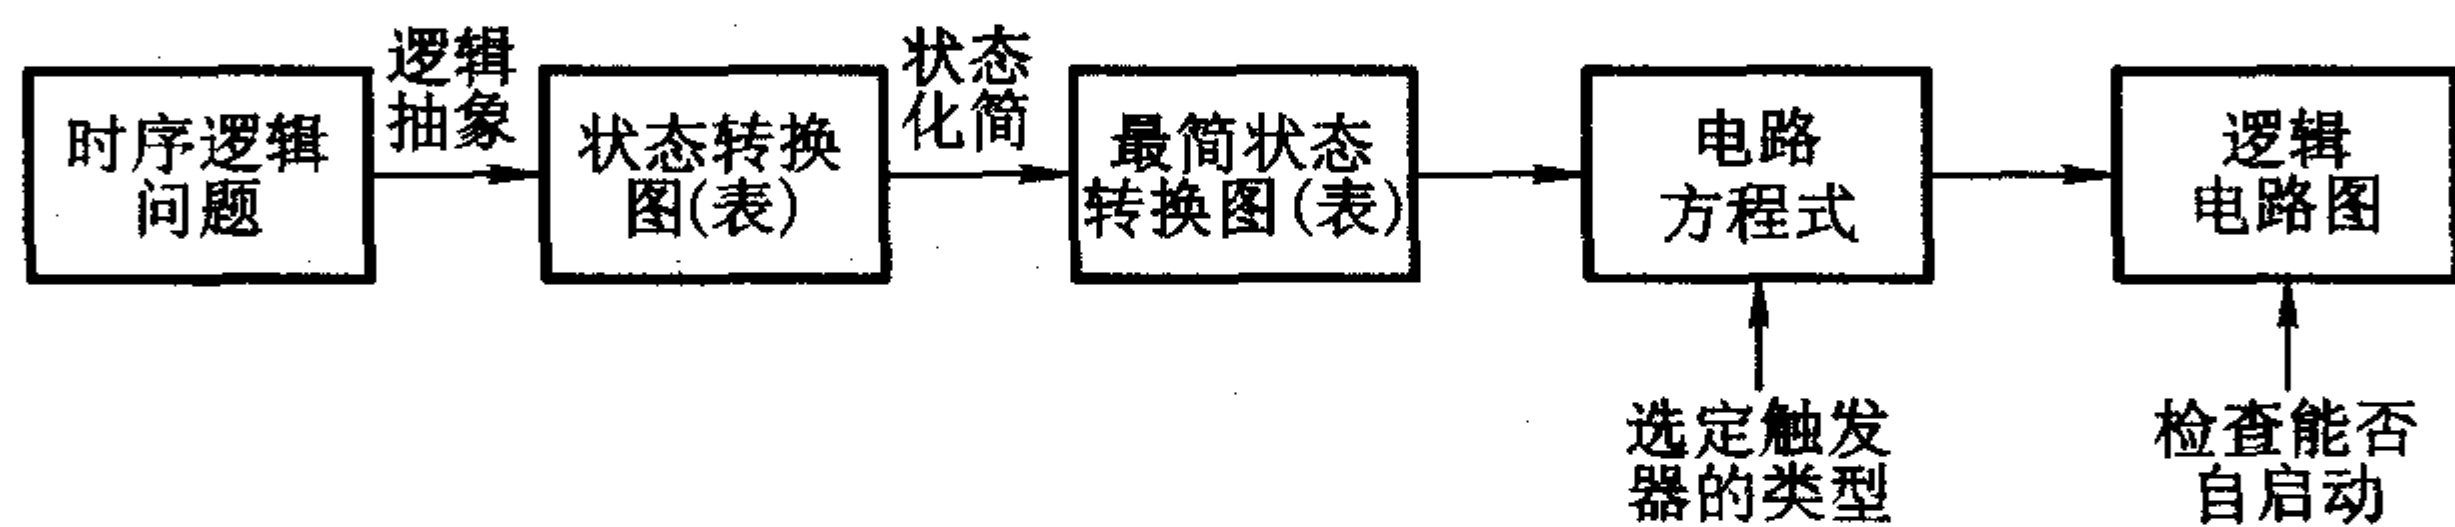 逻辑
抽象
状态
化简
时序逻辑
问题
状态转换
图(表)
最简状态
转换图(表)
电路
方程式
逻辑
电路图
选定触发
器的类型
检查能否
自启动